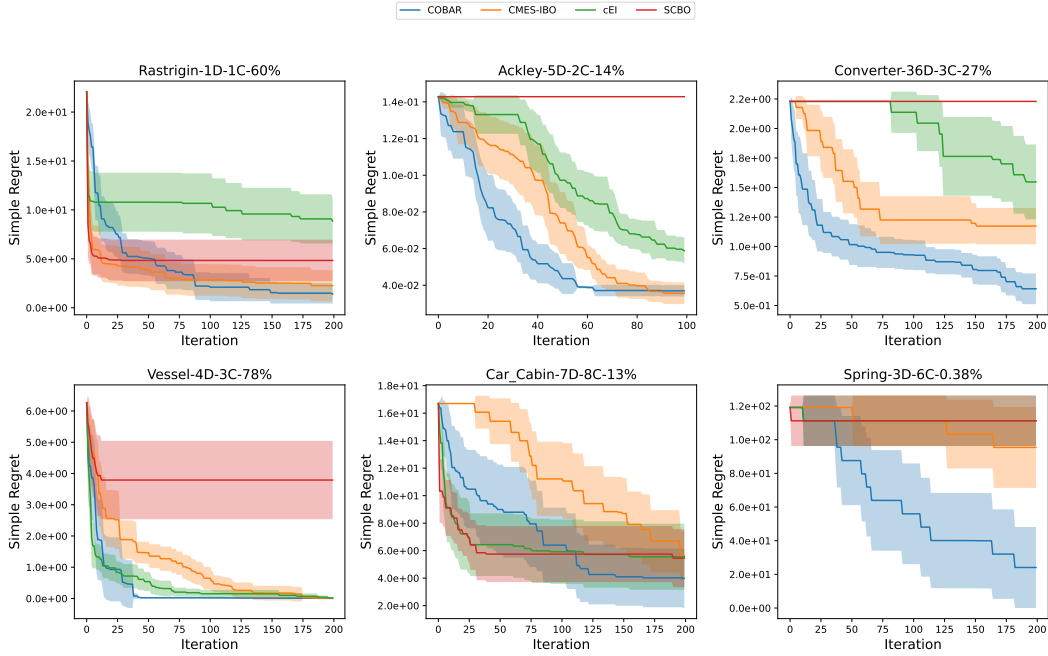 COBAR CMES-IBO cEI SCBO
Rastrigin-1D-1C-60%
2.0e+01
1.5e+01
1.0e+01
5.0e+00
0.0e+00
Simple Regret
0 25 50 75 100 125 150 175 200
Iteration
Ackley-5D-2C-14%
1.4e-01
1.2e-01
1.0e-01
8.0e-02
6.0e-02
4.0e-02
Simple Regret
0 20 40 60 80 100
Iteration
Converter-36D-3C-27%
2.2e+00
2.0e+00
1.8e+00
1.5e+00
1.2e+00
1.0e+00
7.5e-01
5.0e-01
Simple Regret
0 25 50 75 100 125 150 175 200
Iteration
Vessel-4D-3C-78%
6.0e+00
5.0e+00
4.0e+00
3.0e+00
2.0e+00
1.0e+00
0.0e+00
Simple Regret
0 25 50 75 100 125 150 175 200
Iteration
Car_Cabin-7D-8C-13%
1.8e+01
1.6e+01
1.4e+01
1.2e+01
1.0e+01
8.0e+00
6.0e+00
4.0e+00
2.0e+00
Simple Regret
0 25 50 75 100 125 150 175 200
Iteration
Spring-3D-6C-0.38%
1.2e+02
1.0e+02
8.0e+01
6.0e+01
4.0e+01
2.0e+01
0.0e+00
Simple Regret
0 25 50 75 100 125 150 175 200
Iteration